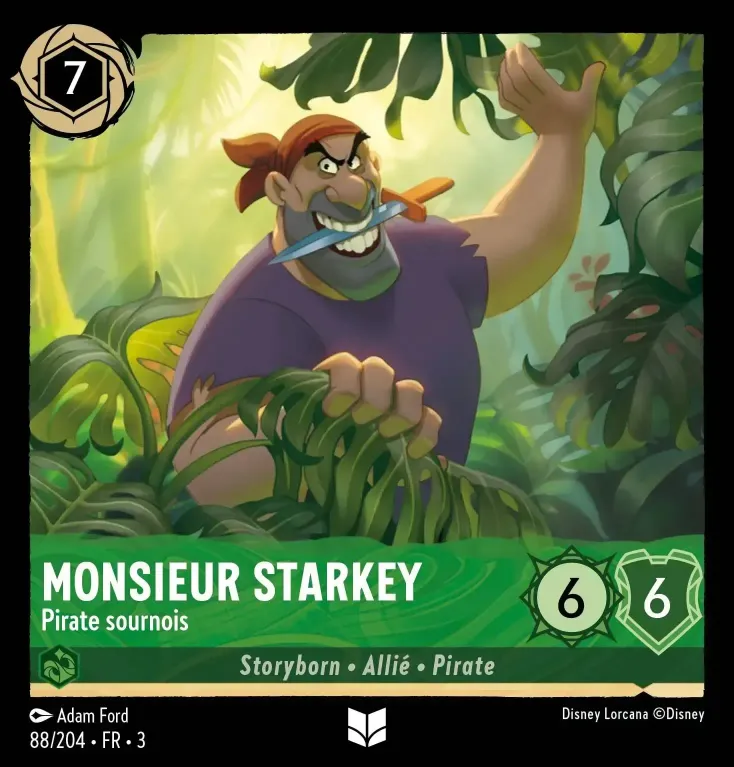 7
MONSIEUR STARKEY
Pirate sournois
6
6
Storyborn • Allié • Pirate
Adam Ford
Disney Lorcana ©Disney
88/204 • FR • 3